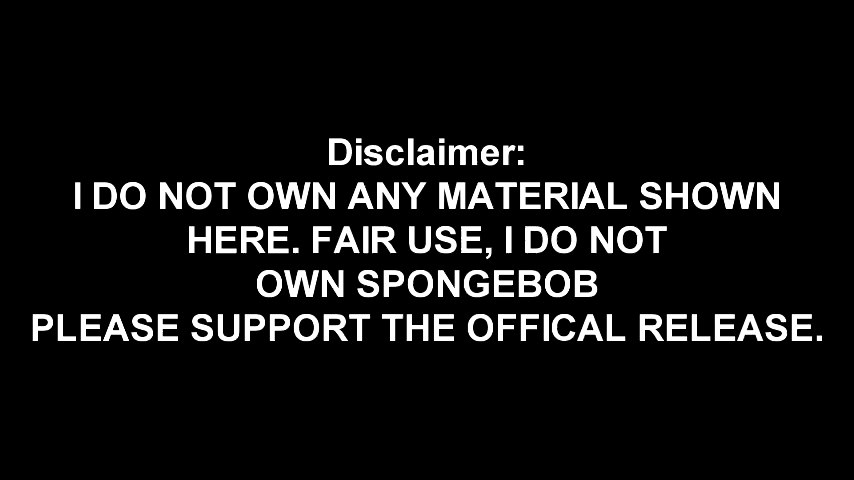 Disclaimer:
I DO NOT OWN ANY MATERIAL SHOWN
HERE. FAIR USE, I DO NOT
OWN SPONGEBOB
PLEASE SUPPORT THE OFFICAL RELEASE.